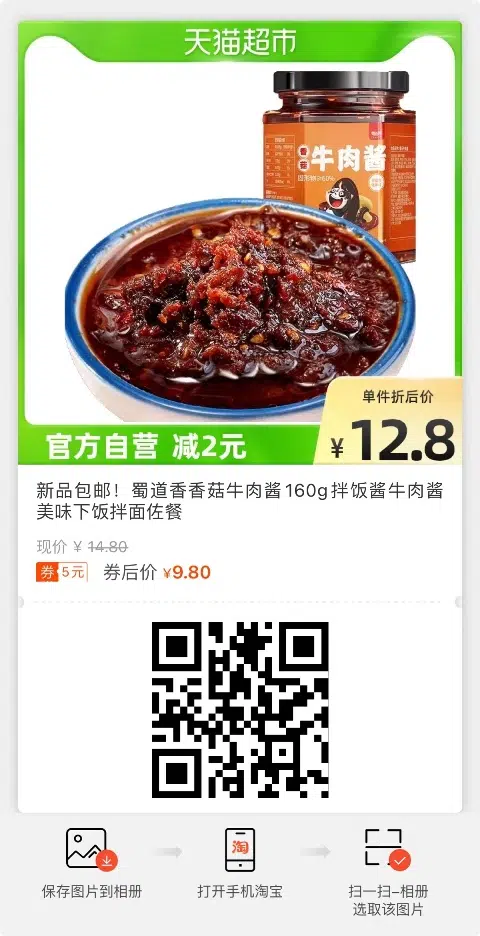 天猫超市
香菇
牛肉酱
官方自营 减2元
单件折后价
¥12.8
新品包邮！蜀道香香菇牛肉酱160g拌饭酱牛肉酱
美味下饭拌面佐餐
现价 ¥ 14.80
券 5元 券后价 ¥9.80
淘
保存图片到相册
打开手机淘宝
扫一扫-相册
选取该图片